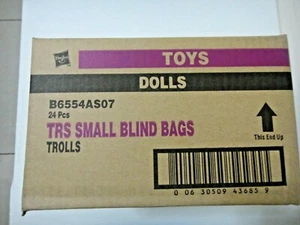 TOYS
DOLLS
B6554AS07
24 Pcs
TRS SMALL BLIND BAGS
TROLLS
This End Up
0 06 30509 43685 9